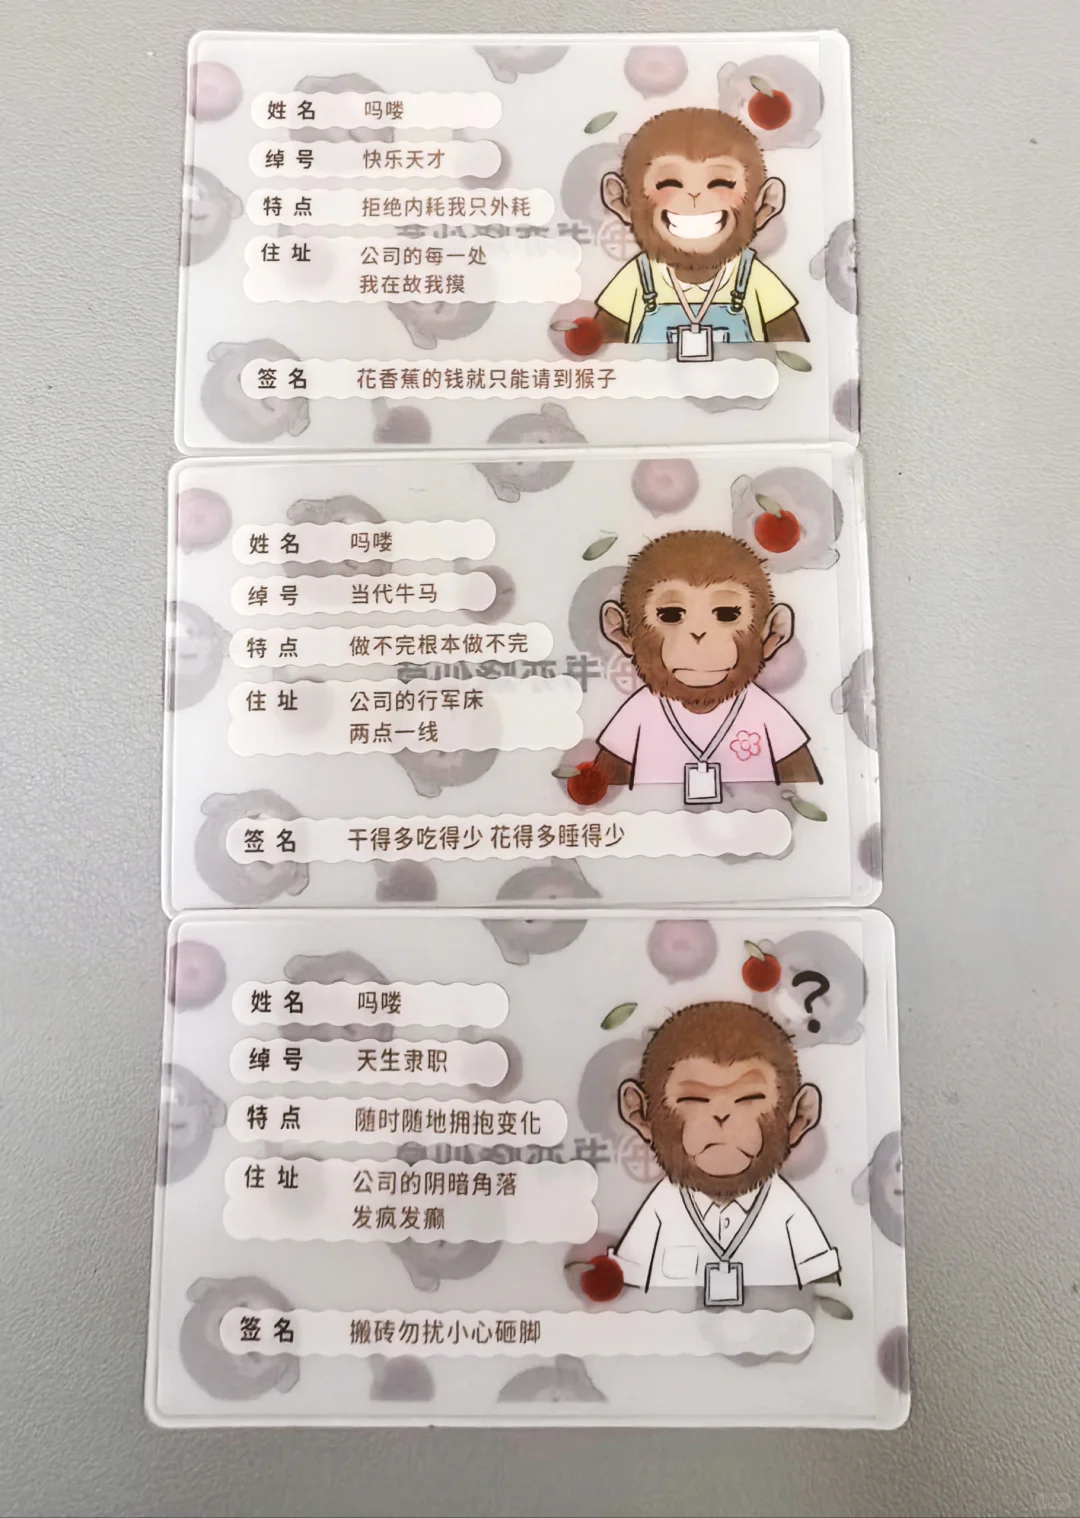 姓名 吗喽
绰号 快乐天才
特点 拒绝内耗我只外耗
住址 公司的每一处
我在故我摸
签名 花香蕉的钱就只能请到猴子
姓名 吗喽
绰号 当代牛马
特点 做不完根本做不完
住址 公司的行军床
两点一线
签名 干得多吃得少 花得多睡得少
姓名 吗喽
绰号 天生隶职
特点 随时随地拥抱变化
住址 公司的阴暗角落
发疯发癫
签名 搬砖勿扰小心砸脚
?